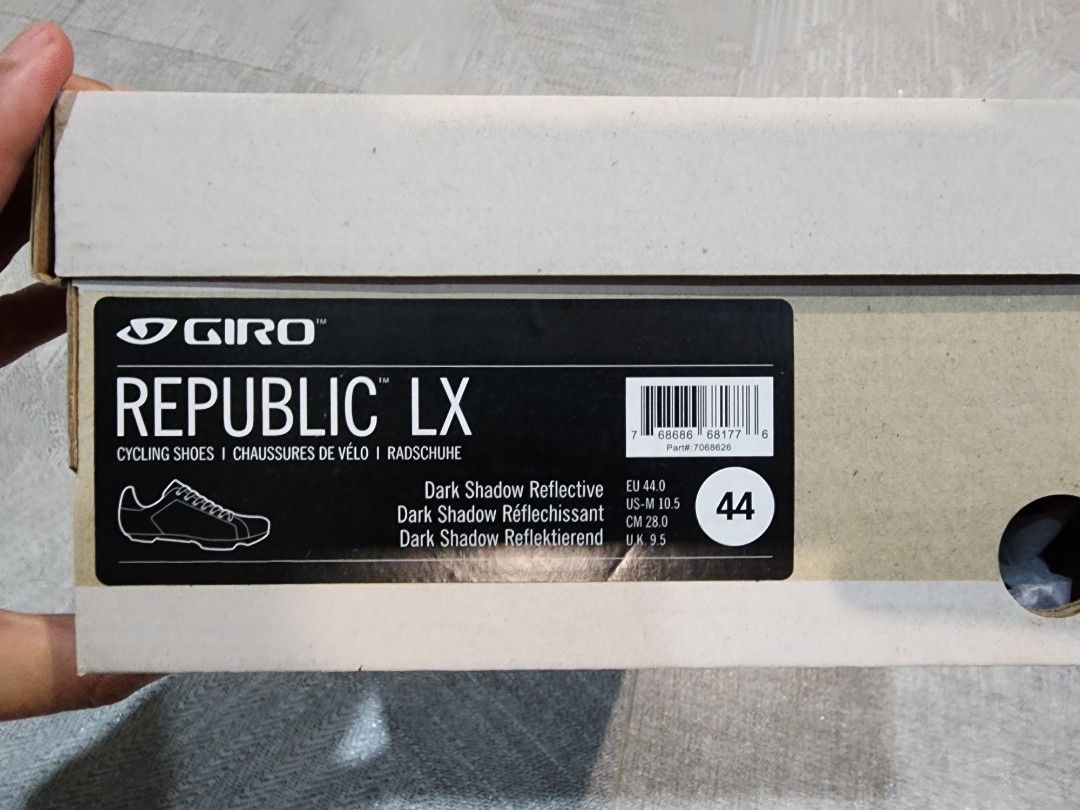 GIRO™
REPUBLIC™ LX
CYCLING SHOES | CHAUSSURES DE VÉLO | RADSCHUHE
7 68686 68177 6
Part#: 7068626
Dark Shadow Reflective
Dark Shadow Réflechissant
Dark Shadow Reflektierend
EU 44.0
US-M 10.5
CM 28.0
U.K. 9.5
44